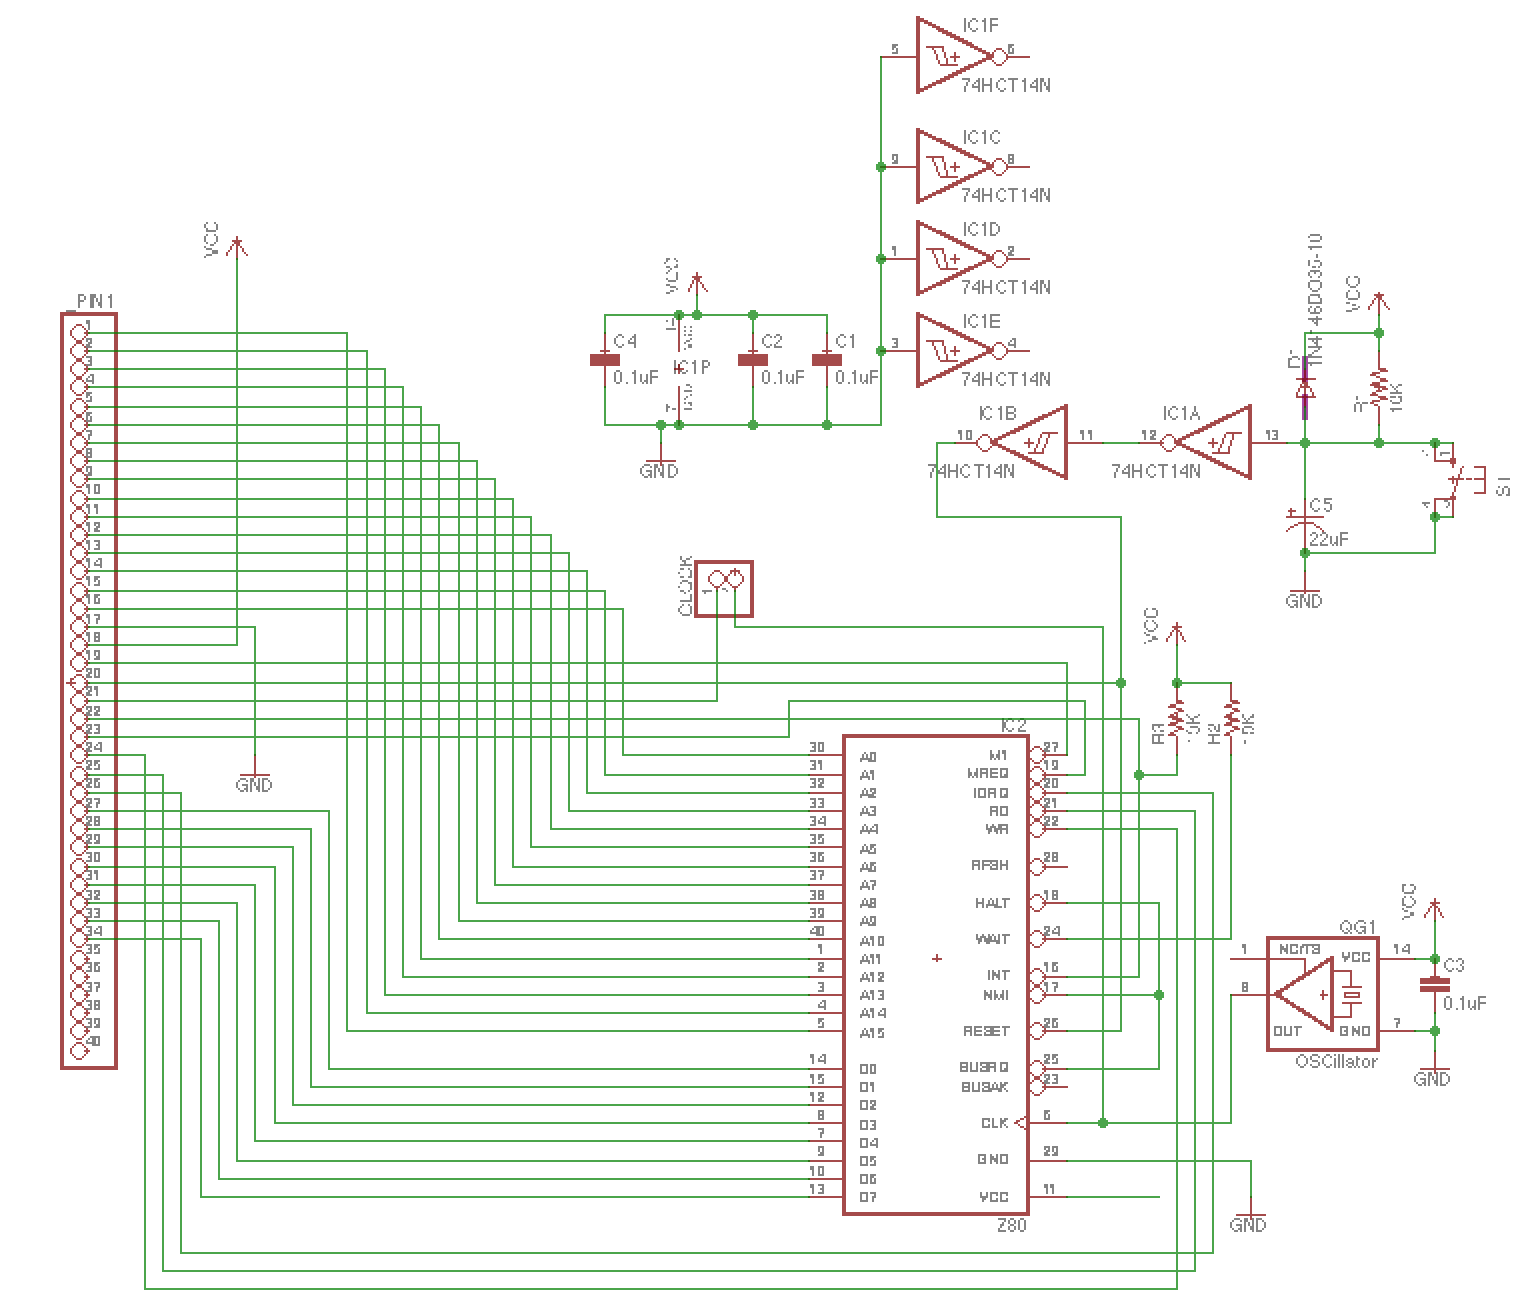 IC1F
5
6
74HCT14N
IC1C
9
8
74HCT14N
IC1D
1
2
74HCT14N
IC1E
3
4
74HCT14N
VCC
VCC
VCC
PIN1
C4
0.1uF
IC1P
C2
0.1uF
C1
0.1uF
GND
IC1B
10
11
74HCT14N
IC1A
12
13
74HCT14N
10K
C5
22uF
GND
S1
CLOCK
VCC
1
2
3
4
5
6
7
8
9
10
11
12
13
14
15
16
17
18
19
20
21
22
23
24
25
26
27
28
29
30
31
32
33
34
35
36
37
38
39
40
GND
IC2
30 A0
31 A1
32 A2
33 A3
34 A4
35 A5
36 A6
37 A7
38 A8
39 A9
40 A10
1 A11
2 A12
3 A13
4 A14
5 A15
14 D0
15 D1
12 D2
8 D3
7 D4
9 D5
10 D6
13 D7
M1 27
MREQ 19
IORQ 20
RD 21
WR 22
RFSH 28
HALT 18
WAIT 24
INT 16
NMI 17
RESET 26
BUSRQ 25
BUSAK 23
CLK 6
GND 29
VCC 11
Z80
GND
VCC
QG1
1 NC/TS VCC 14
8
OUT GND 7
OSCillator
C3
0.1uF
GND